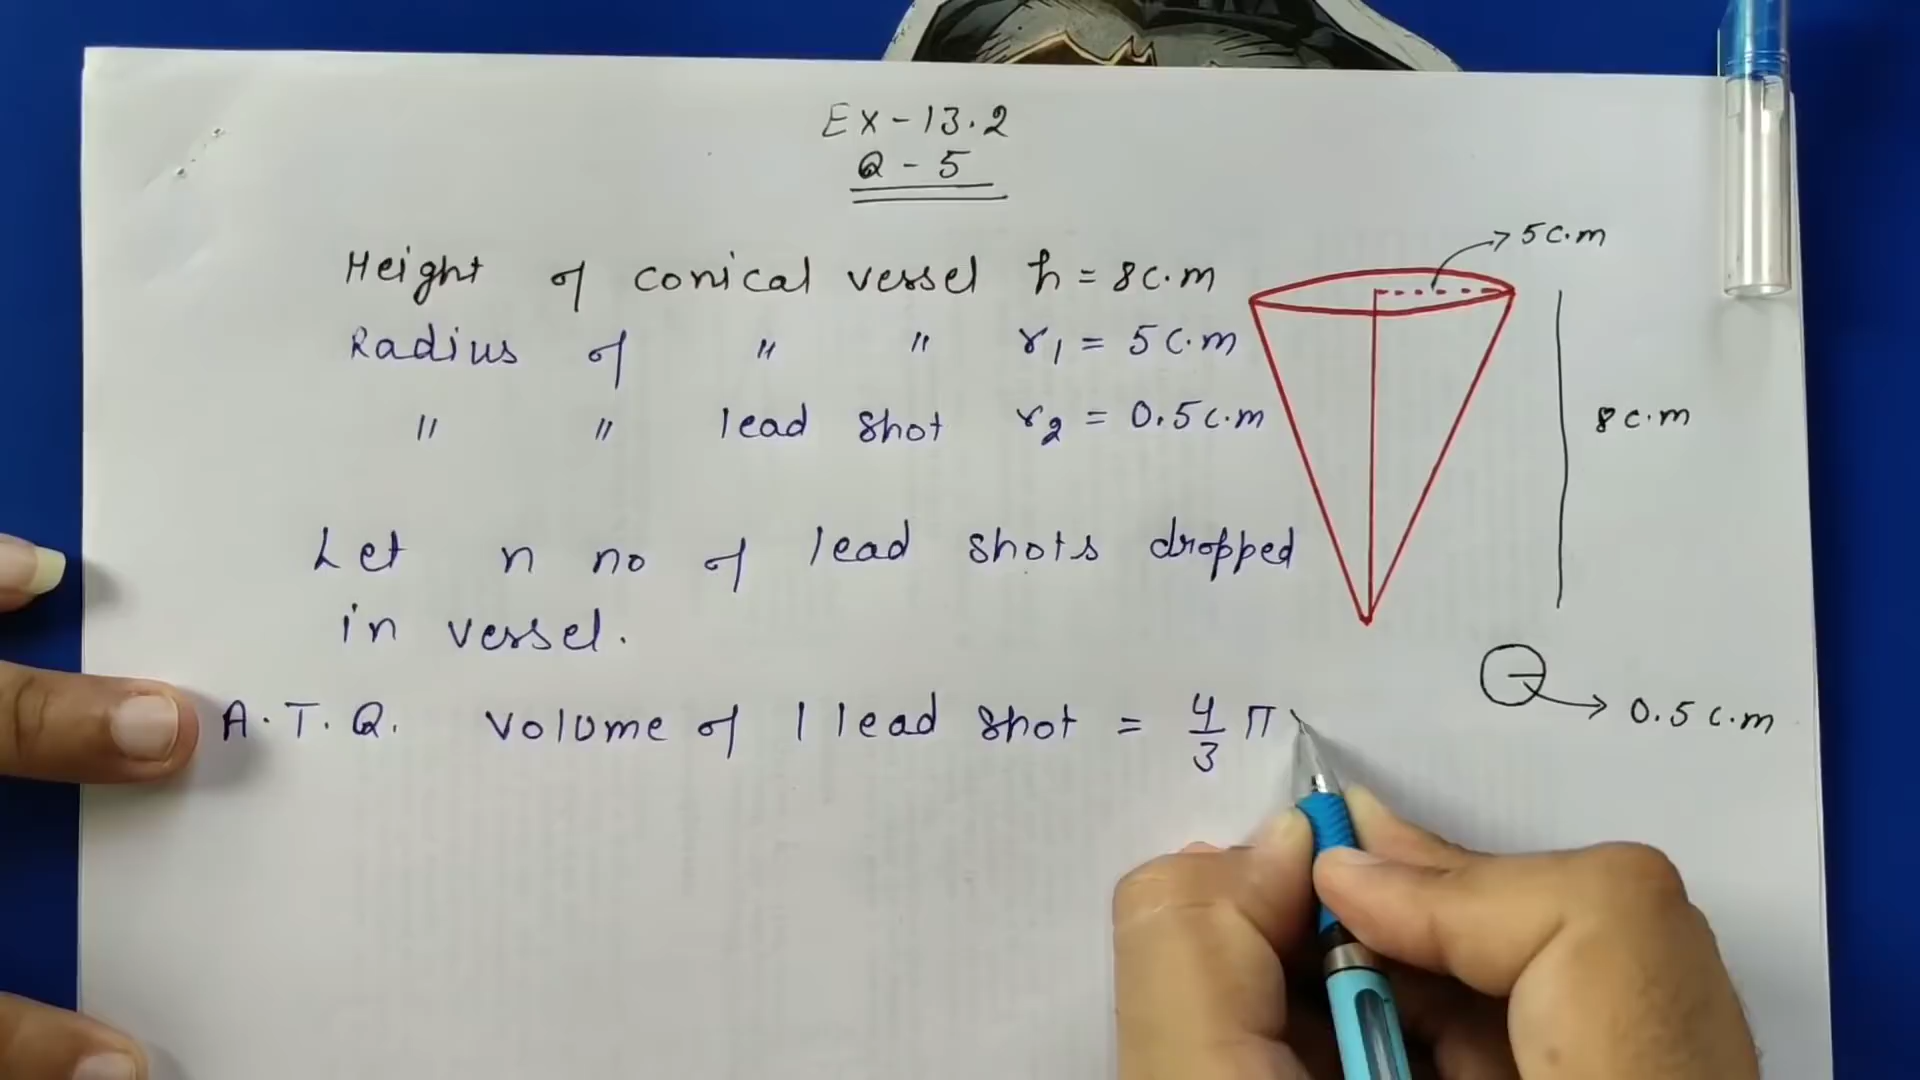 Ex-13.2
Q-5
Height of conical vessel h = 8c.m
Radius of " " r₁ = 5c.m
" " lead shot r₂ = 0.5c.m
Let n no of lead shots dropped
in vessel.
A.T.Q. Volume of 1 lead shot = 4/3 π
5c.m
8c.m
0.5c.m